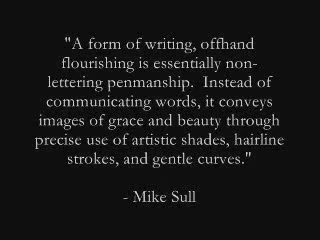 "A form of writing, offhand
flourishing is essentially non-
lettering penmanship.  Instead of
communicating words, it conveys
images of grace and beauty through
precise use of artistic shades, hairline
strokes, and gentle curves."
- Mike Sull